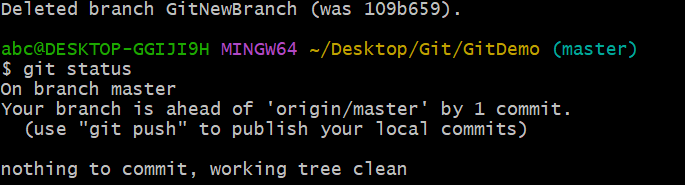 Deleted branch GitNewBranch (was 109b659).
abc@DESKTOP-GGIJI9H MINGW64 ~/Desktop/Git/GitDemo (master)
$ git status
On branch master
Your branch is ahead of 'origin/master' by 1 commit.
  (use "git push" to publish your local commits)
nothing to commit, working tree clean